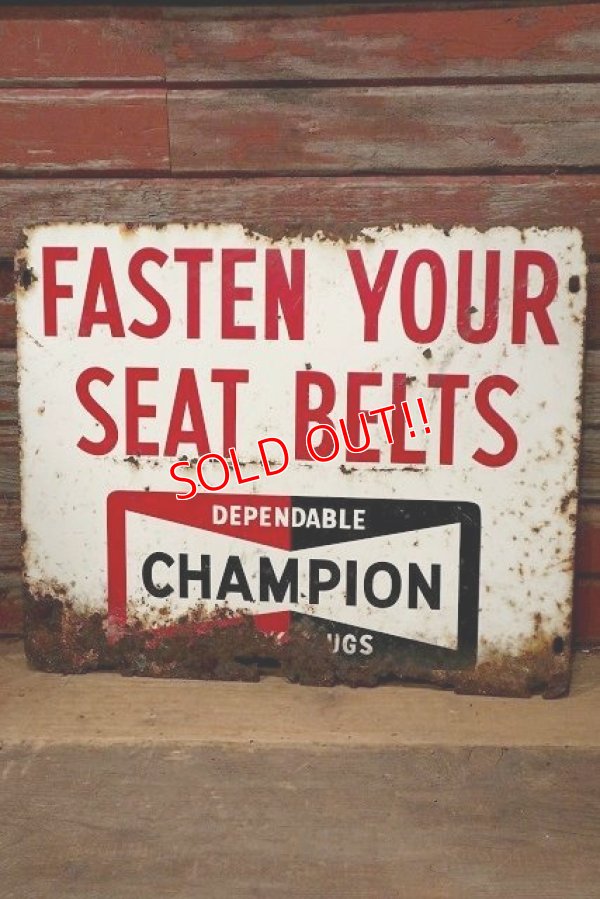 FASTEN YOUR
SEAT BELTS
SOLD OUT!!
DEPENDABLE
CHAMPION
UGS